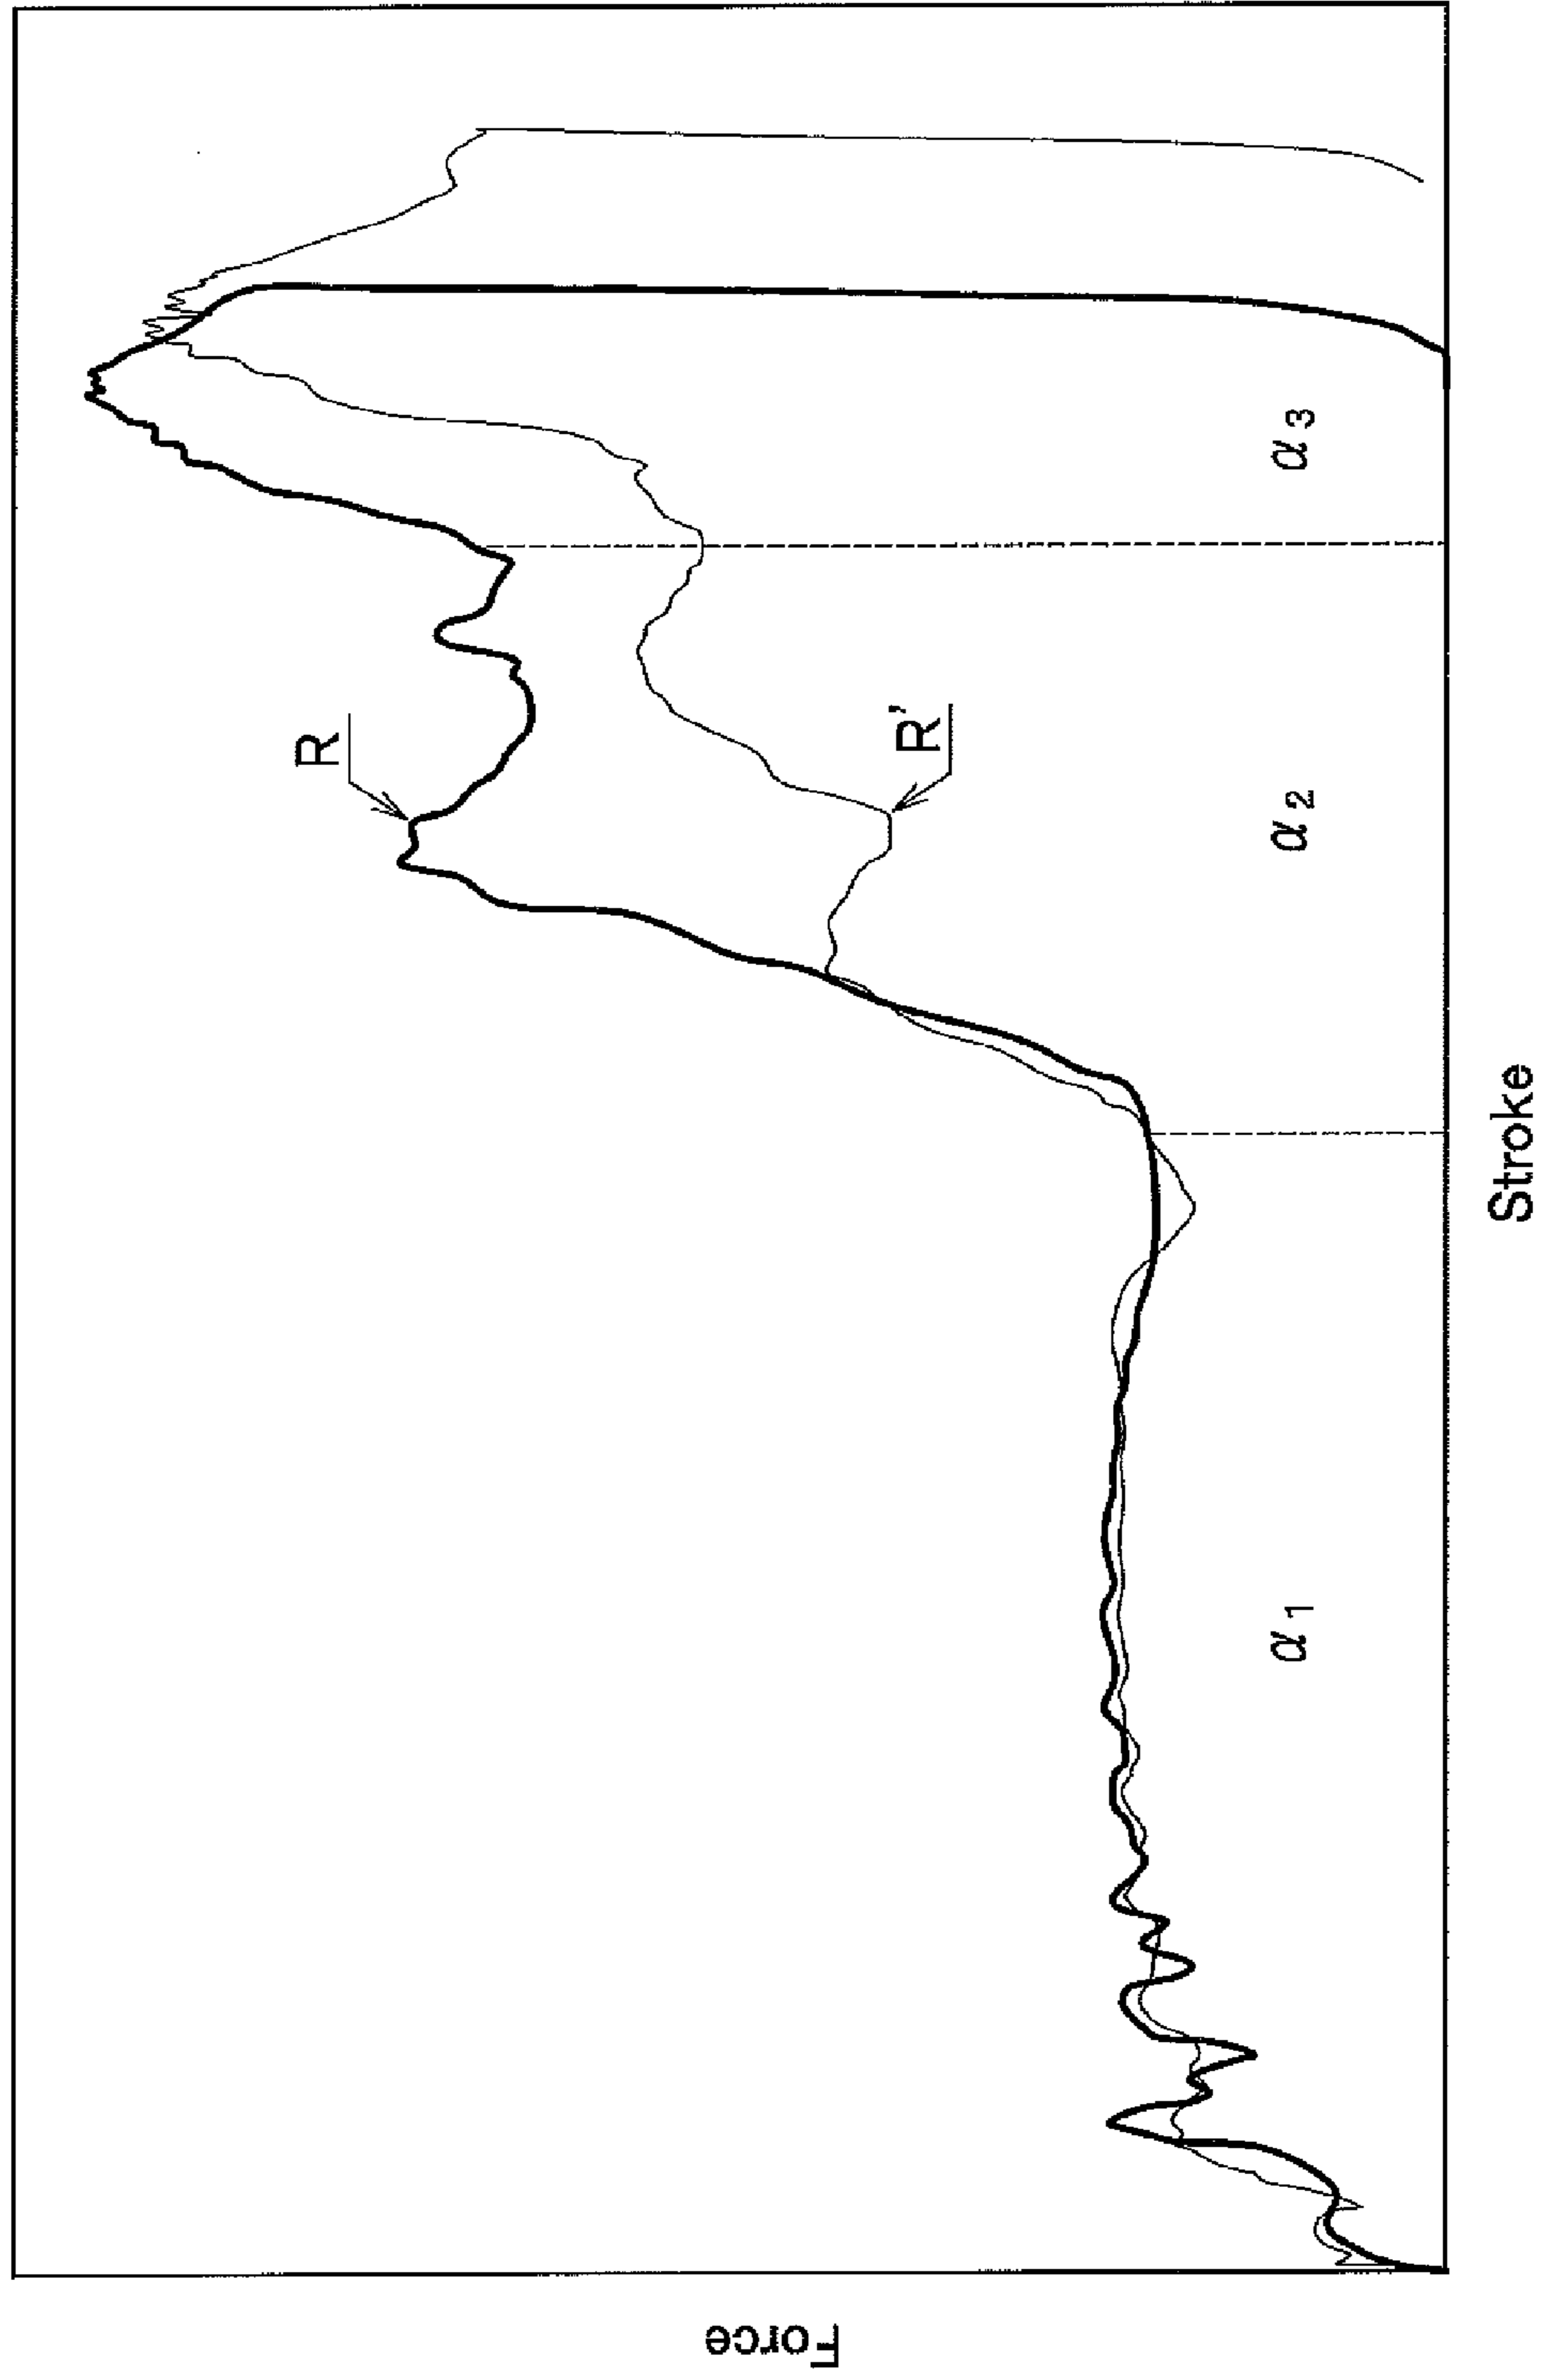 R
R'
α1
α2
α3
Force
Stroke